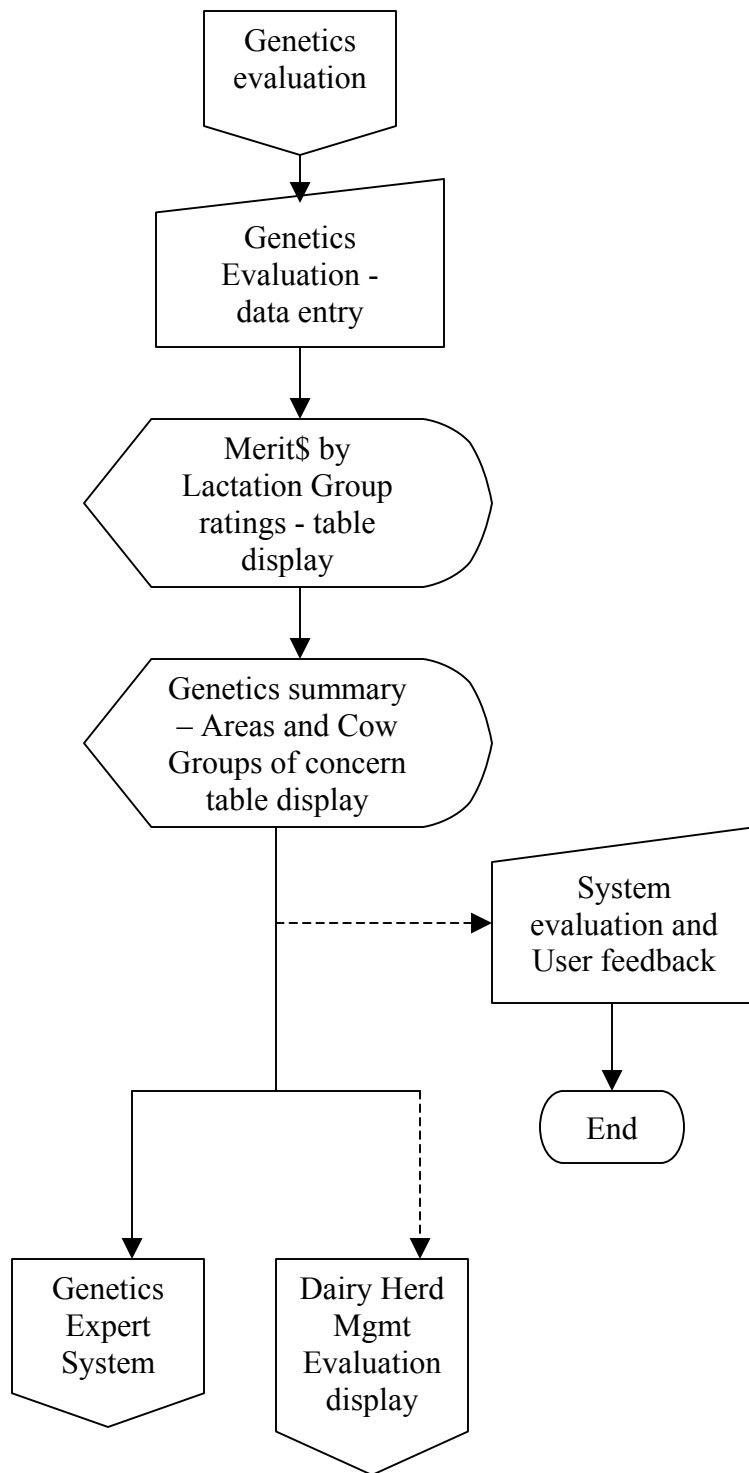 Genetics
evaluation
Genetics
Evaluation -
data entry
Merit$ by
Lactation Group
ratings - table
display
Genetics summary
– Areas and Cow
Groups of concern
table display
System
evaluation and
User feedback
End
Genetics
Expert
System
Dairy Herd
Mgmt
Evaluation
display